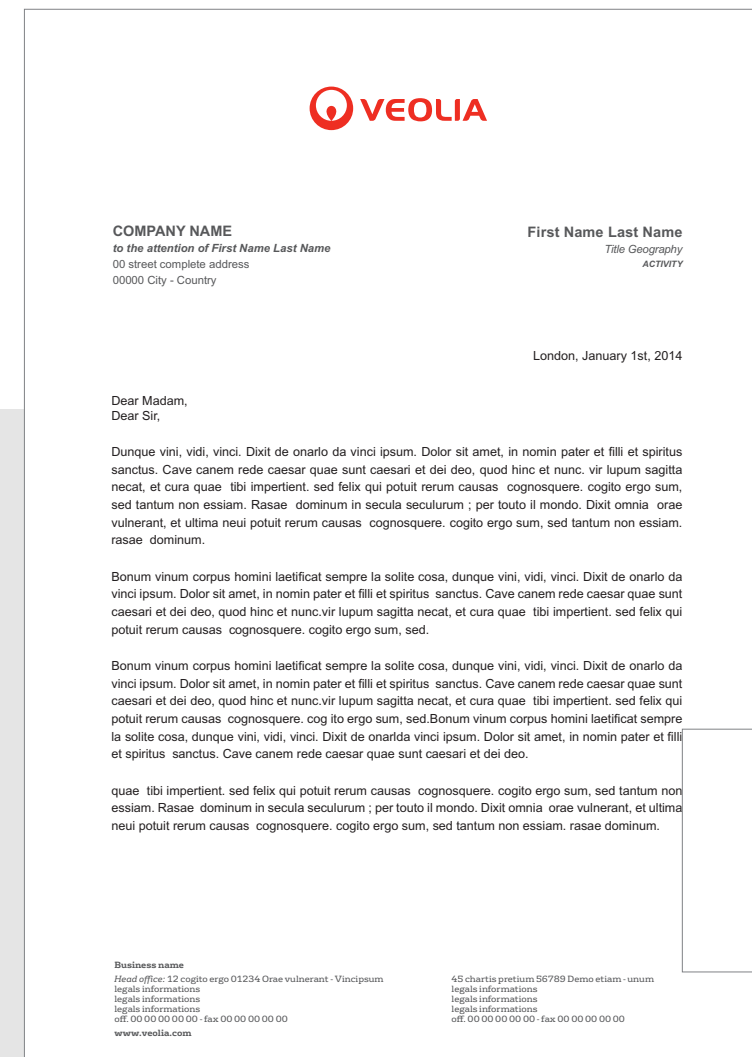 VEOLIA
COMPANY NAME
to the attention of First Name Last Name
00 street complete address
00000 City - Country
First Name Last Name
Title Geography
ACTIVITY
London, January 1st, 2014
Dear Madam,
Dear Sir,
Dunque vini, vidi, vinci. Dixit de onarlo da vinci ipsum. Dolor sit amet, in nomin pater et filli et spiritus
sanctus. Cave canem rede caesar quae sunt caesari et dei deo, quod hinc et nunc. vir lupum sagitta
necat, et cura quae tibi impertient. sed felix qui potuit rerum causas cognosquere. cogito ergo sum,
sed tantum non essiam. Rasae dominum in secula seculurum ; per touto il mondo. Dixit omnia orae
vulnerant, et ultima neui potuit rerum causas cognosquere. cogito ergo sum, sed tantum non essiam.
rasae dominum.
Bonum vinum corpus homini laetificat sempre la solite cosa, dunque vini, vidi, vinci. Dixit de onarlo da
vinci ipsum. Dolor sit amet, in nomin pater et filli et spiritus sanctus. Cave canem rede caesar quae sunt
caesari et dei deo, quod hinc et nunc.vir lupum sagitta necat, et cura quae tibi impertient. sed felix qui
potuit rerum causas cognosquere. cogito ergo sum, sed.
Bonum vinum corpus homini laetificat sempre la solite cosa, dunque vini, vidi, vinci. Dixit de onarlo da
vinci ipsum. Dolor sit amet, in nomin pater et filli et spiritus sanctus. Cave canem rede caesar quae sunt
caesari et dei deo, quod hinc et nunc.vir lupum sagitta necat, et cura quae tibi impertient. sed felix qui
potuit rerum causas cognosquere. cog ito ergo sum, sed.Bonum vinum corpus homini laetificat sempre
la solite cosa, dunque vini, vidi, vinci. Dixit de onarlda vinci ipsum. Dolor sit amet, in nomin pater et filli
et spiritus sanctus. Cave canem rede caesar quae sunt caesari et dei deo.
quae tibi impertient. sed felix qui potuit rerum causas cognosquere. cogito ergo sum, sed tantum non
essiam. Rasae dominum in secula seculurum ; per touto il mondo. Dixit omnia orae vulnerant, et ultima
neui potuit rerum causas cognosquere. cogito ergo sum, sed tantum non essiam. rasae dominum.
Business name
Head office: 12 cogito ergo 01234 Orae vulnerant - Vincipsum
legals informations
legals informations
legals informations
off. 00 00 00 00 00 - fax 00 00 00 00 00
www.veolia.com
45 chartis pretium 56789 Demo etiam - unum
legals informations
legals informations
legals informations
off. 00 00 00 00 00 - fax 00 00 00 00 00